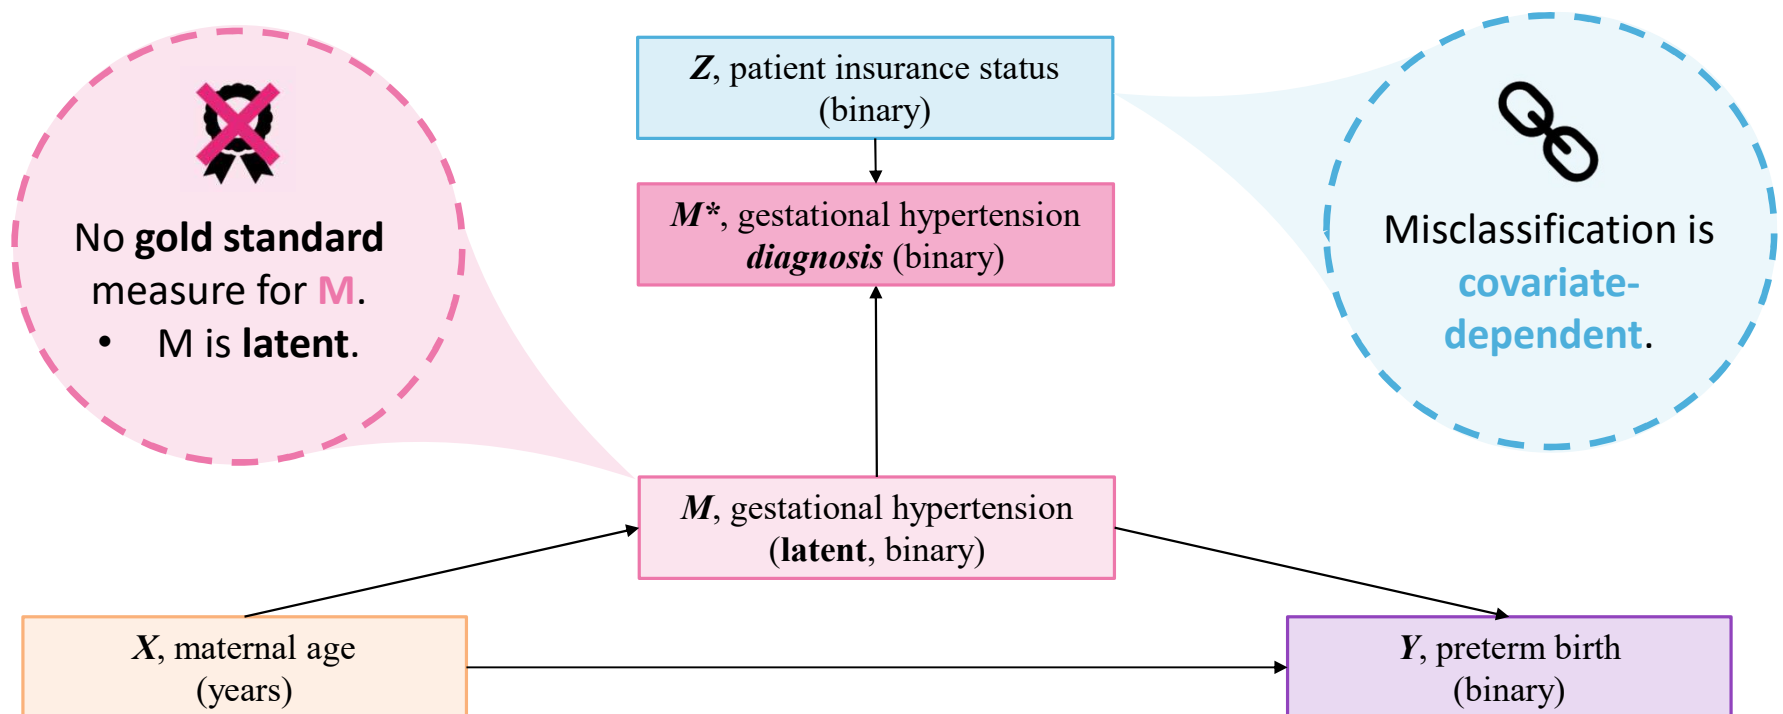 No gold standard
measure for M.
• M is latent.
Z, patient insurance status
(binary)
M*, gestational hypertension
diagnosis (binary)
Misclassification is
covariate-
dependent.
M, gestational hypertension
(latent, binary)
X, maternal age
(years)
Y, preterm birth
(binary)